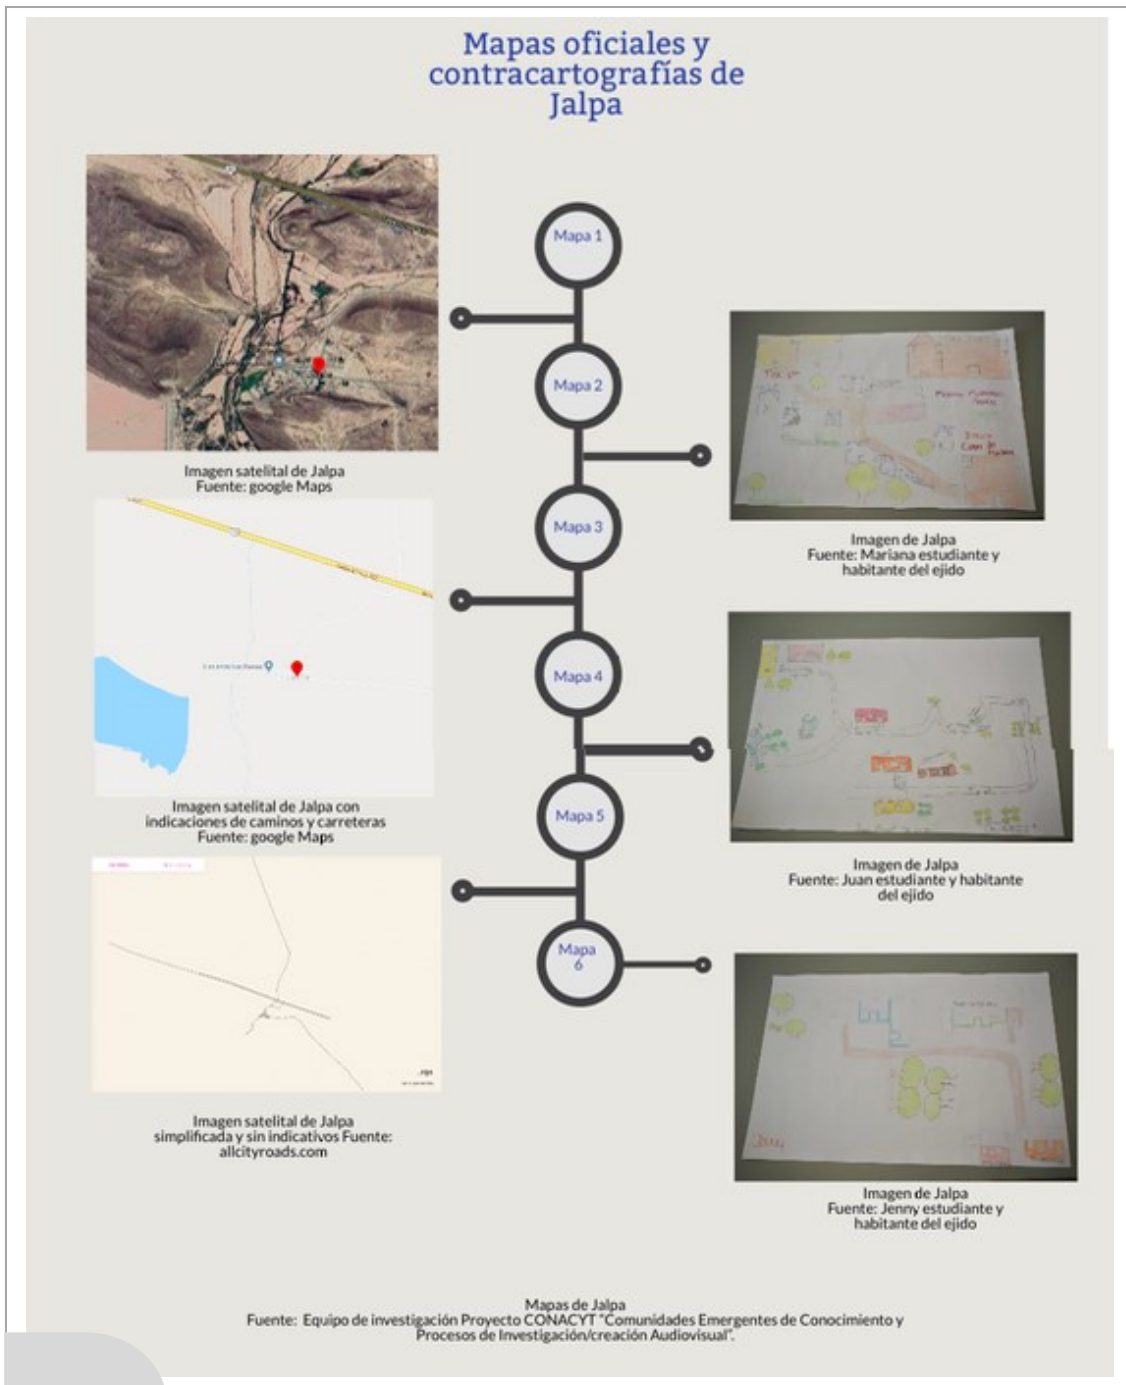 Mapas oficiales y
contracartografías de
Jalpa
Mapa 1
Mapa 2
Imagen satelital de Jalpa
Fuente: google Maps
Mapa 3
Imagen de Jalpa
Fuente: Mariana estudiante y
habitante del ejido
Mapa 4
Imagen satelital de Jalpa con
indicaciones de caminos y carreteras
Fuente: google Maps
Mapa 5
Imagen de Jalpa
Fuente: Juan estudiante y habitante
del ejido
Mapa
6
Imagen satelital de Jalpa
simplificada y sin indicativos Fuente:
allcityroads.com
Imagen de Jalpa
Fuente: Jenny estudiante y
habitante del ejido
Mapas de Jalpa
Fuente: Equipo de investigación Proyecto CONACYT "Comunidades Emergentes de Conocimiento y
Procesos de Investigación/creación Audiovisual".